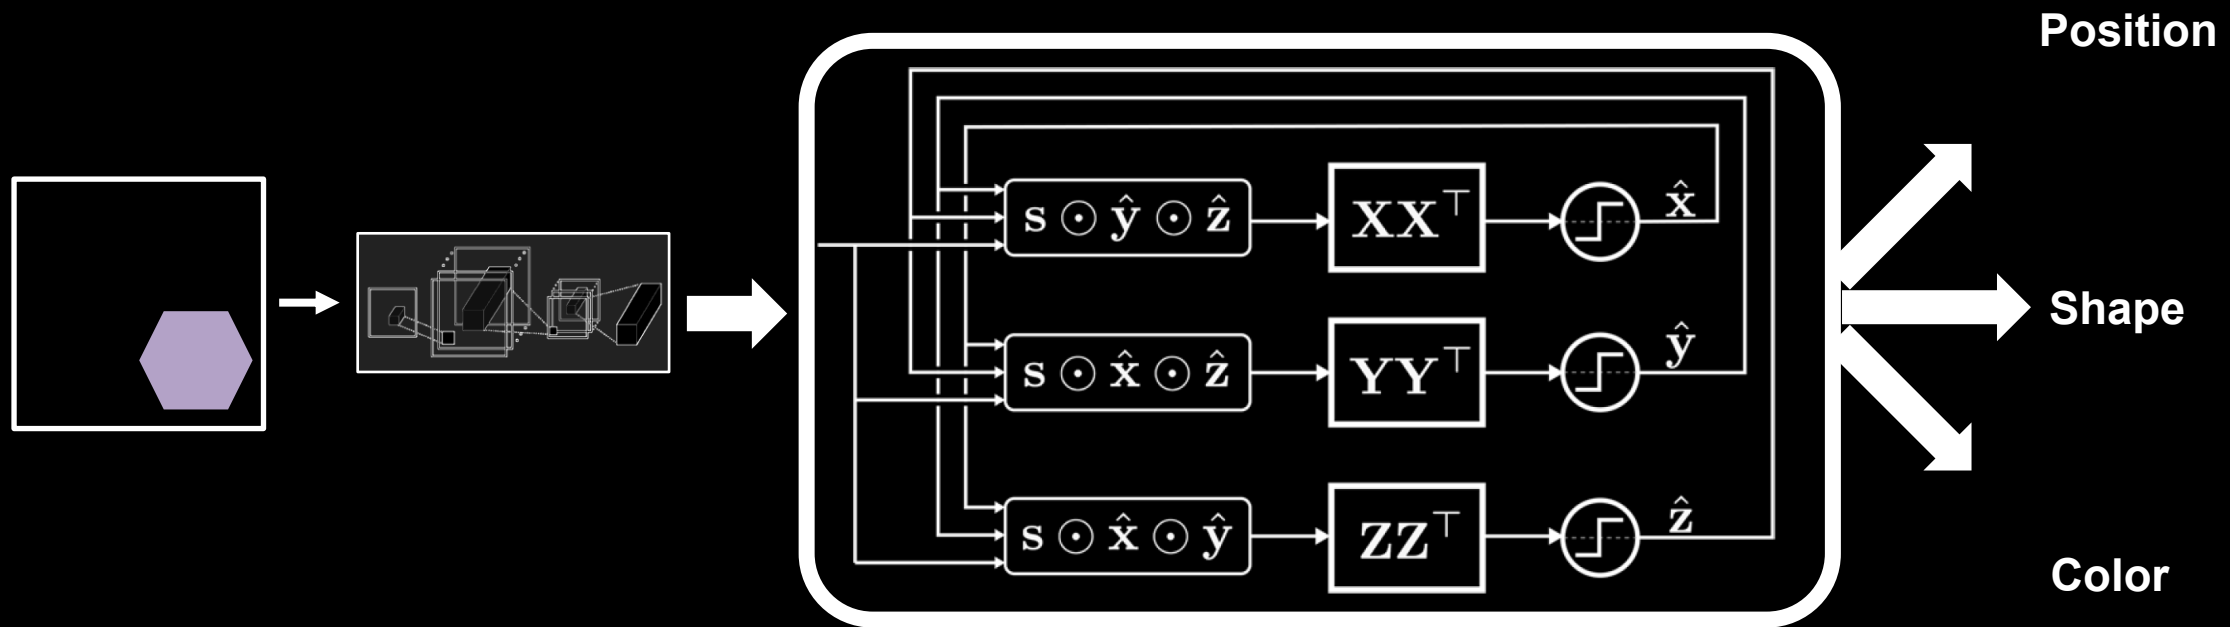 Position
s ⊙ ŷ ⊙ ẑ
XX⊤
x̂
s ⊙ x̂ ⊙ ẑ
YY⊤
ŷ
Shape
s ⊙ x̂ ⊙ ŷ
ZZ⊤
ẑ
Color